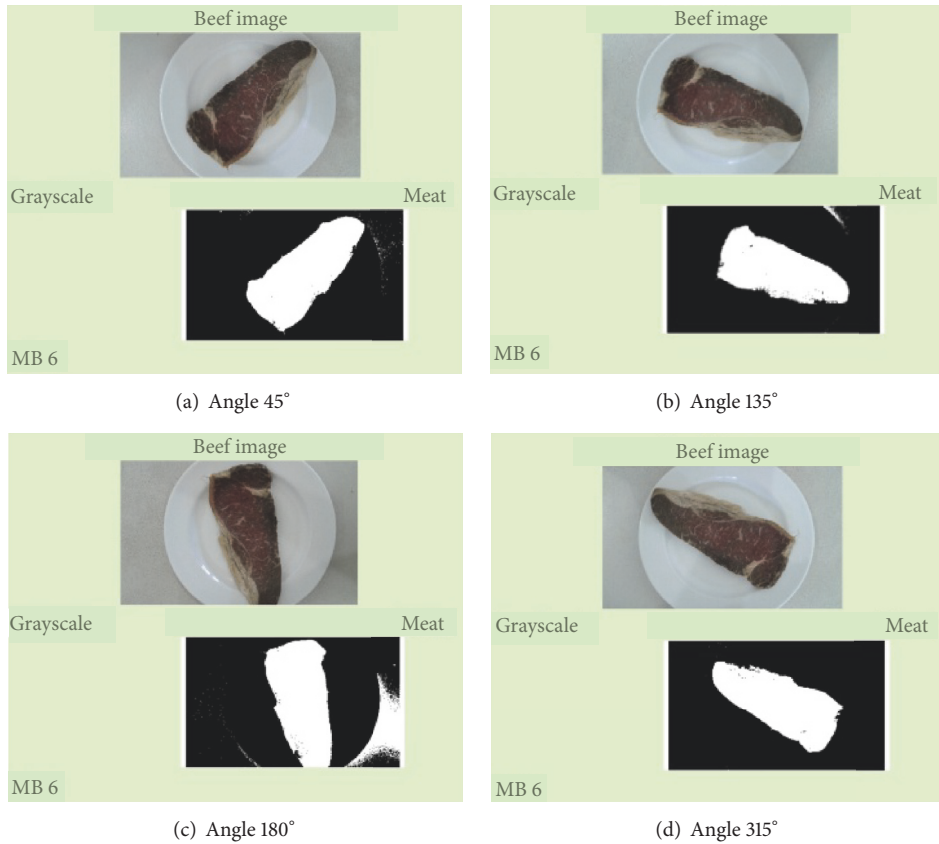 Beef image
Grayscale Meat
MB 6
(a) Angle 45°
Beef image
Grayscale Meat
MB 6
(b) Angle 135°
Beef image
Grayscale Meat
MB 6
(c) Angle 180°
Beef image
Grayscale Meat
MB 6
(d) Angle 315°